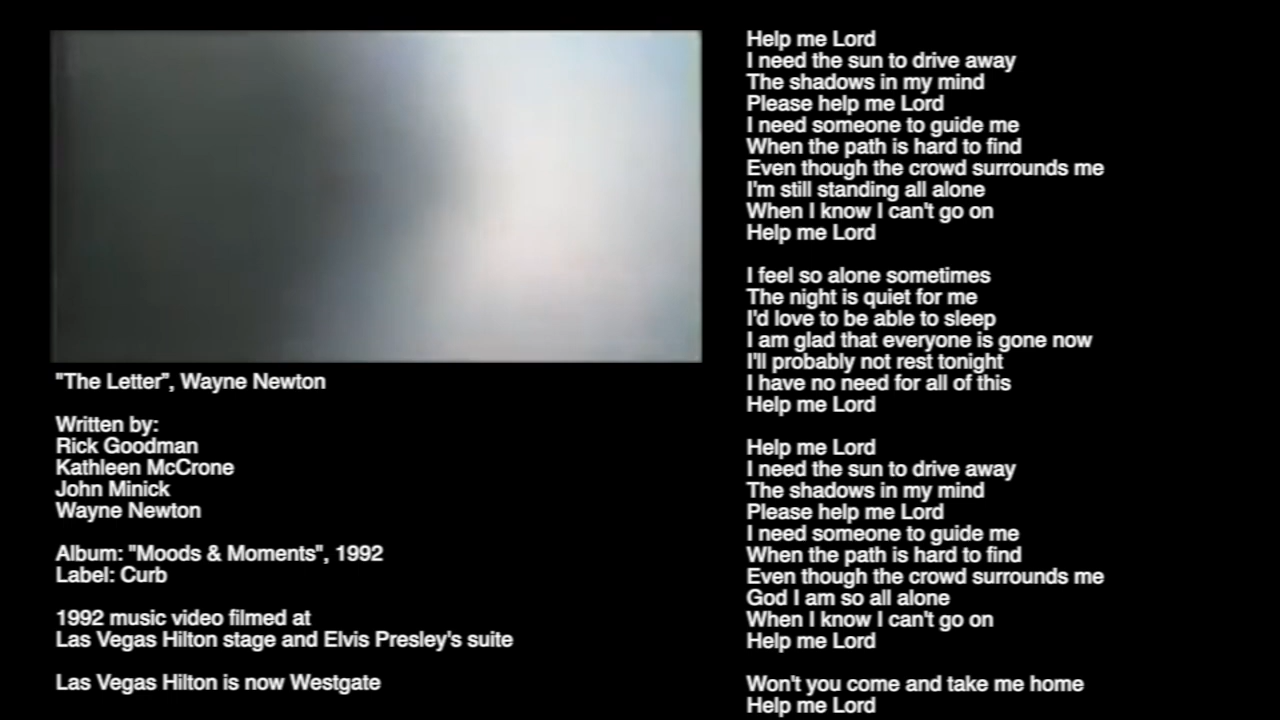 "The Letter", Wayne Newton
Written by:
Rick Goodman
Kathleen McCrone
John Minick
Wayne Newton
Album: "Moods & Moments", 1992
Label: Curb
1992 music video filmed at
Las Vegas Hilton stage and Elvis Presley's suite
Las Vegas Hilton is now Westgate
Help me Lord
I need the sun to drive away
The shadows in my mind
Please help me Lord
I need someone to guide me
When the path is hard to find
Even though the crowd surrounds me
I'm still standing all alone
When I know I can't go on
Help me Lord
I feel so alone sometimes
The night is quiet for me
I'd love to be able to sleep
I am glad that everyone is gone now
I'll probably not rest tonight
I have no need for all of this
Help me Lord
Help me Lord
I need the sun to drive away
The shadows in my mind
Please help me Lord
I need someone to guide me
When the path is hard to find
Even though the crowd surrounds me
God I am so all alone
When I know I can't go on
Help me Lord
Won't you come and take me home
Help me Lord